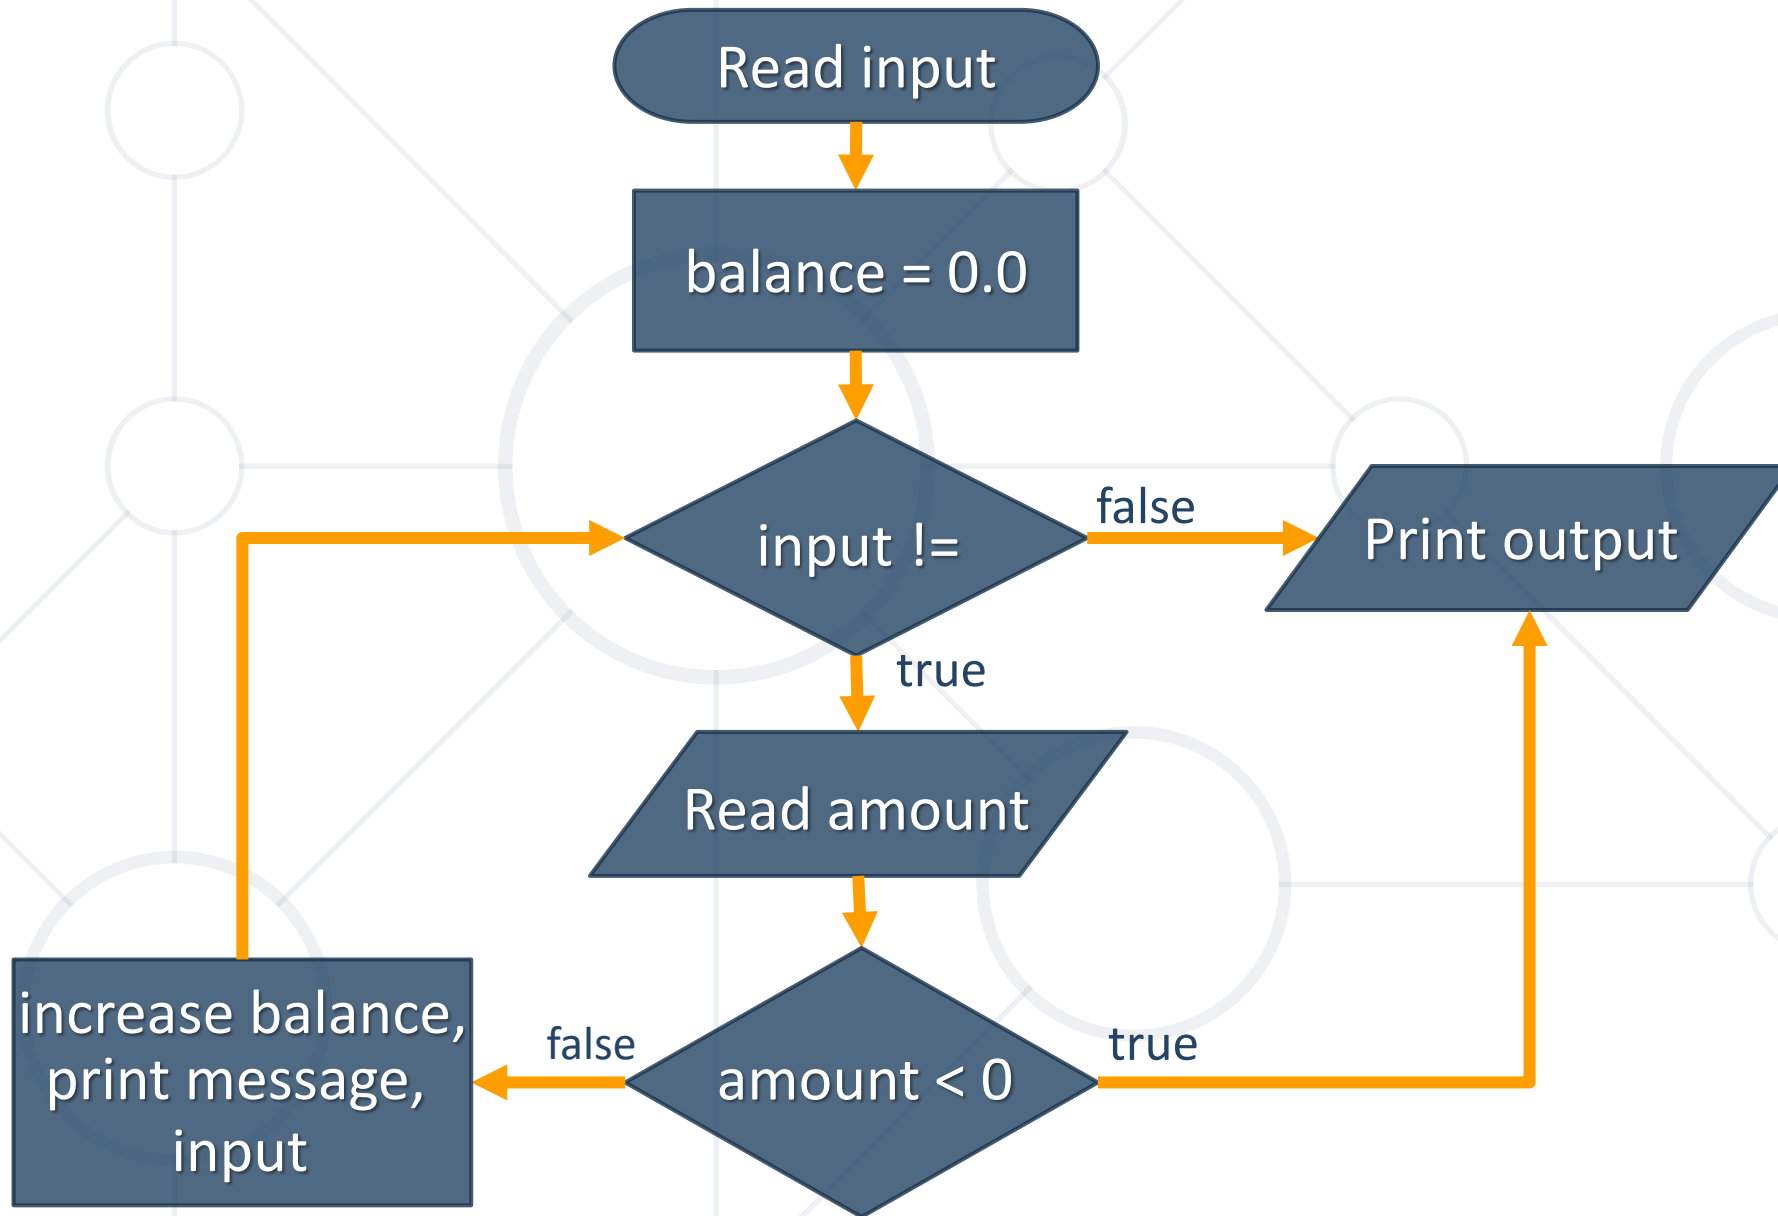 Read input
balance = 0.0
input !=
false
Print output
true
Read amount
increase balance,
print message,
input
false
amount < 0
true